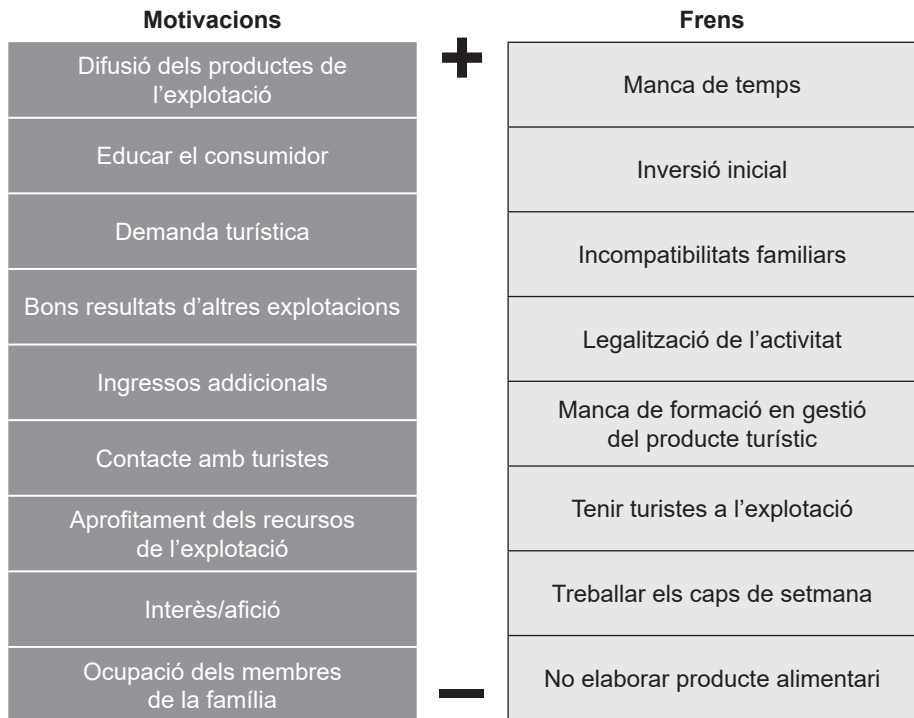 Motivacions
Difusió dels productes de
l’explotació
Educar el consumidor
Demanda turística
Bons resultats d’altres explotacions
Ingressos addicionals
Contacte amb turistes
Aprofitament dels recursos
de l’explotació
Interès/afició
Ocupació dels membres
de la família
+
–
Frens
Manca de temps
Inversió inicial
Incompatibilitats familiars
Legalització de l’activitat
Manca de formació en gestió
del producte turístic
Tenir turistes a l’explotació
Treballar els caps de setmana
No elaborar producte alimentari